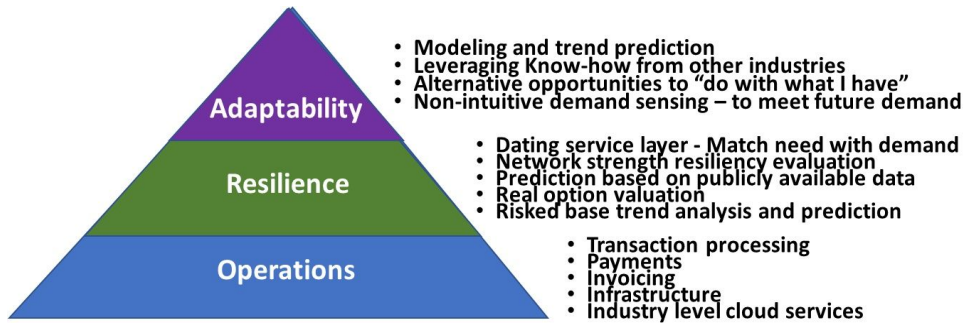 Adaptability
• Modeling and trend prediction
• Leveraging Know-how from other industries
• Alternative opportunities to “do with what I have”
• Non-intuitive demand sensing – to meet future demand
Resilience
• Dating service layer - Match need with demand
• Network strength resiliency evaluation
• Prediction based on publicly available data
• Real option valuation
• Risked base trend analysis and prediction
Operations
• Transaction processing
• Payments
• Invoicing
• Infrastructure
• Industry level cloud services